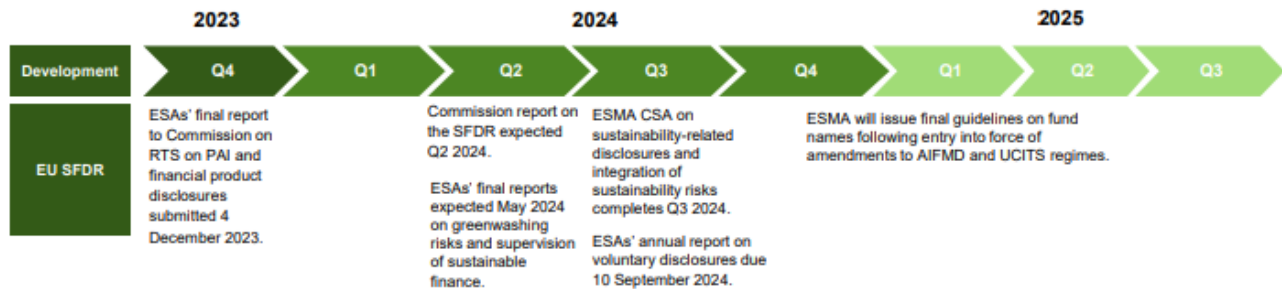 2023
2024
2025
Development
Q4
Q1
Q2
Q3
Q4
Q1
Q2
Q3
EU SFDR
ESAs' final report
to Commission on
RTS on PAI and
financial product
disclosures
submitted 4
December 2023.
Commission report on
the SFDR expected
Q2 2024.
ESAs' final reports
expected May 2024
on greenwashing
risks and supervision
of sustainable
finance.
ESMA CSA on
sustainability-related
disclosures and
integration of
sustainability risks
completes Q3 2024.
ESAs' annual report on
voluntary disclosures due
10 September 2024.
ESMA will issue final guidelines on fund
names following entry into force of
amendments to AIFMD and UCITS regimes.